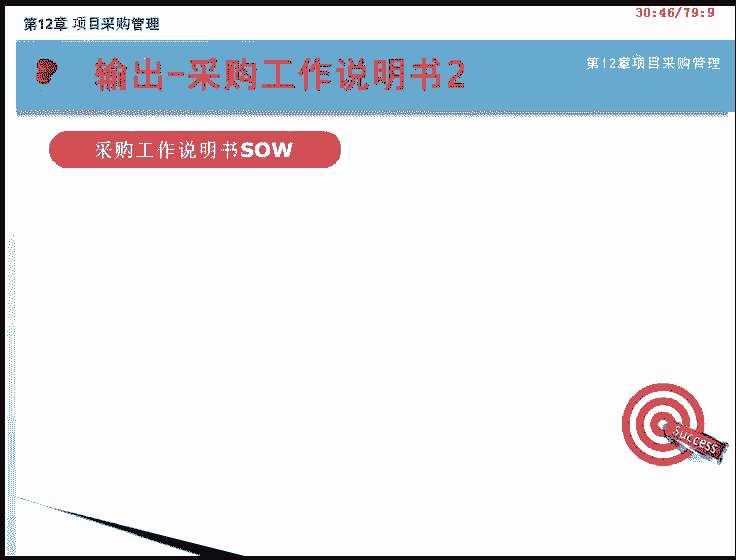 第12章 项目采购管理
30:46/79:9
输出-采购工作说明书2
第12章项目采购管理
采购工作说明书SOW
success